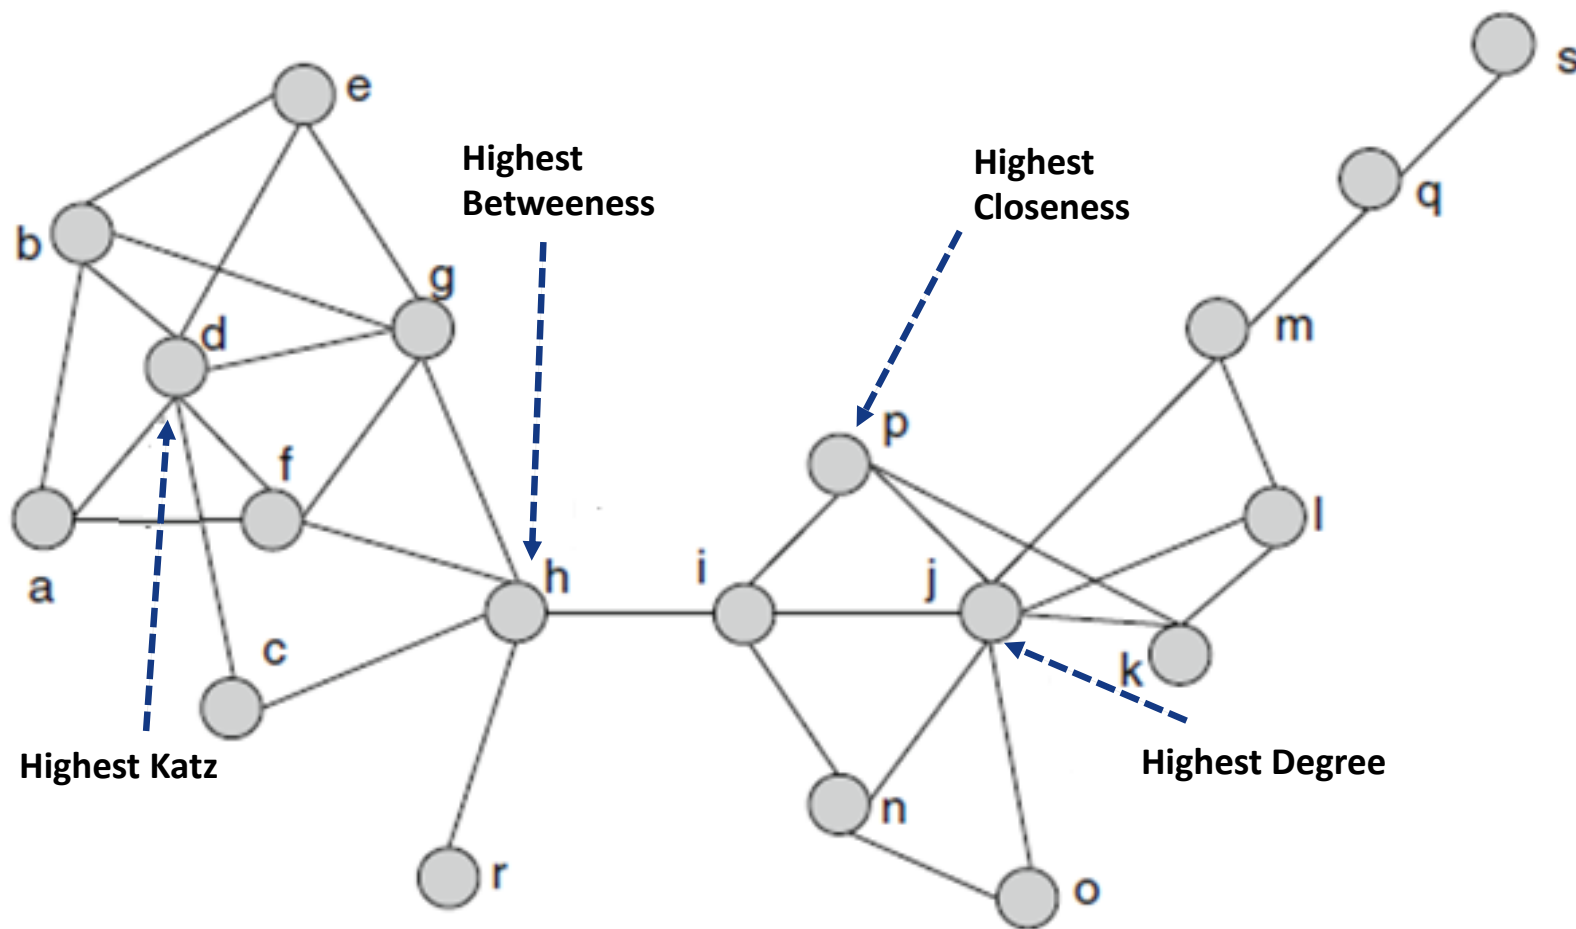 s
e
Highest
Betweeness
Highest
Closeness
q
b
g
d
m
p
f
l
a
h
i
j
c
k
Highest Katz
Highest Degree
n
r
o